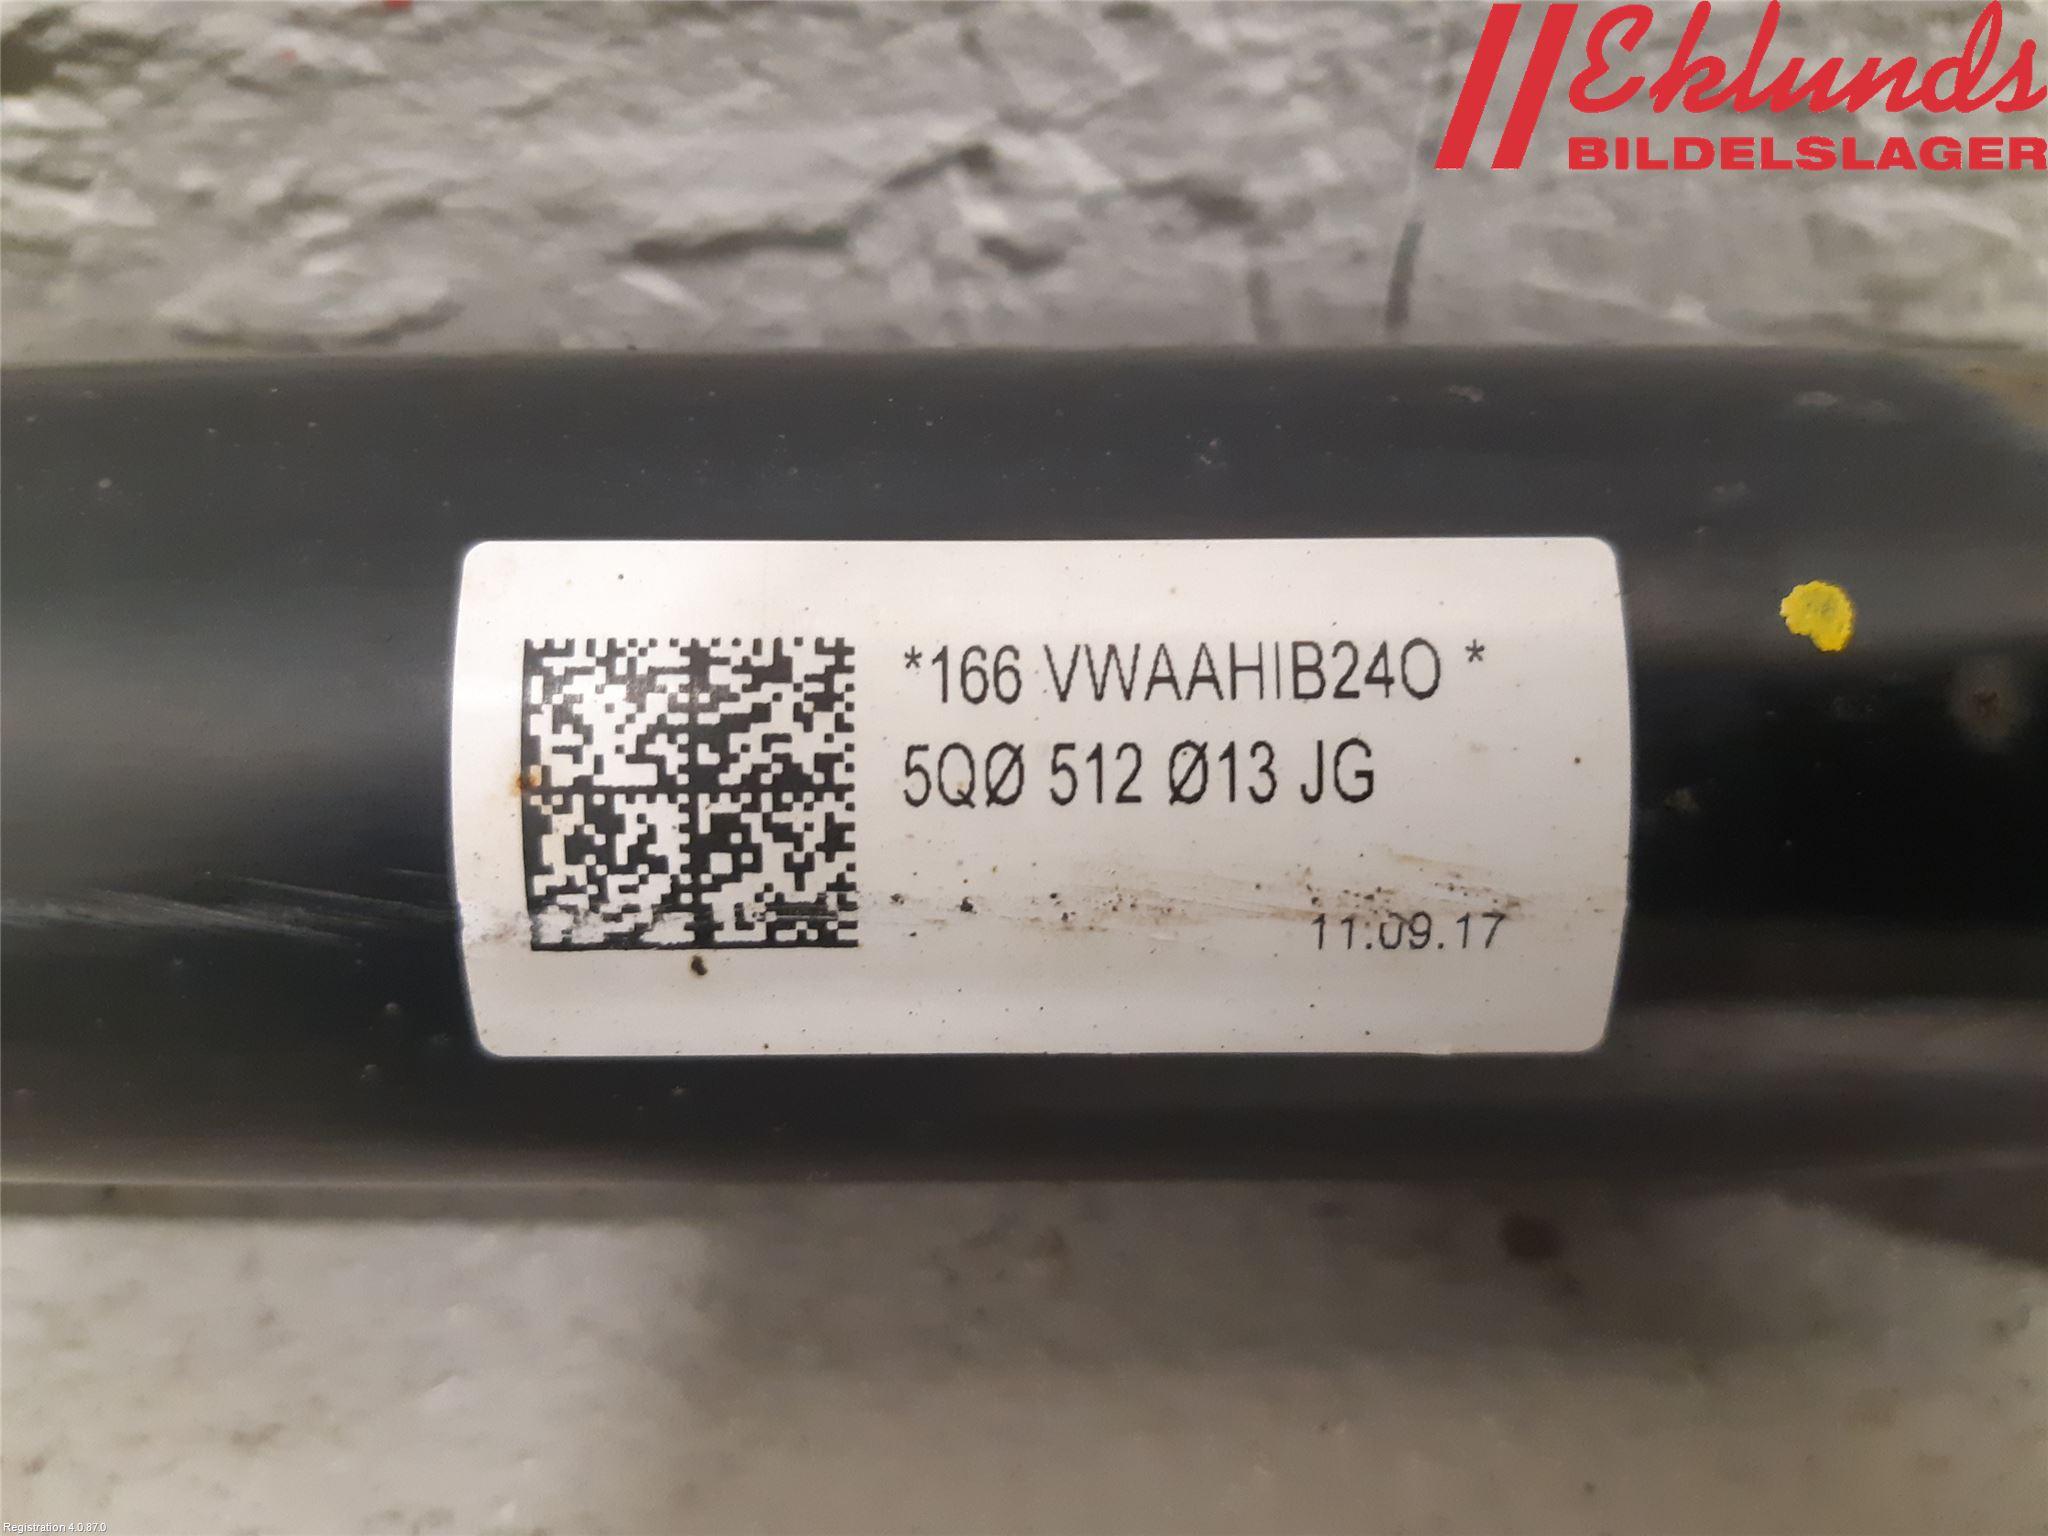 Eklunds
BILDELSLAGER
*166 VWAAHIB24O *
5QØ 512 Ø13 JG
11.09.17
Registration 4.0.87.0